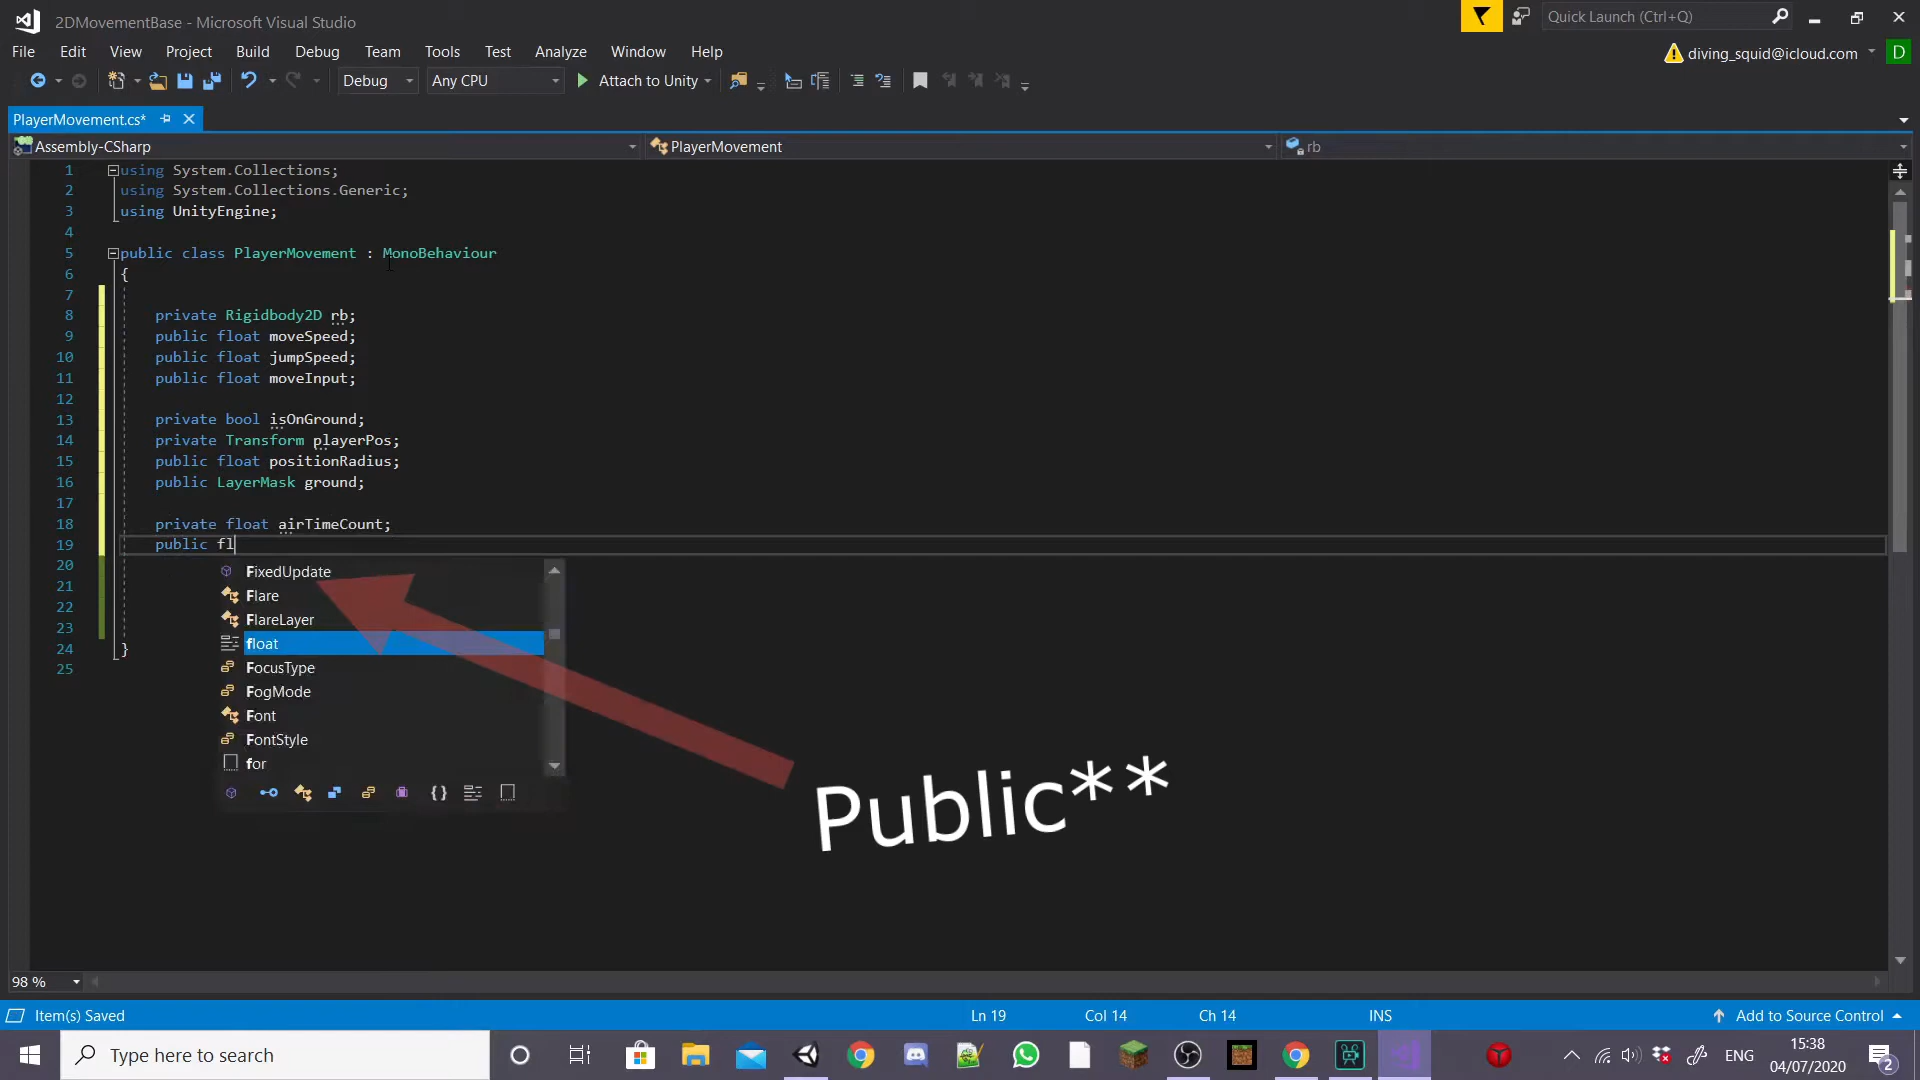 2DMovementBase - Microsoft Visual Studio
Quick Launch (Ctrl+Q)
File Edit View Project Build Debug Team Tools Test Analyze Window Help
diving_squid@icloud.com D
Debug Any CPU Attach to Unity
PlayerMovement.cs*
Assembly-CSharp PlayerMovement rb
1 using System.Collections;
2 using System.Collections.Generic;
3 using UnityEngine;
4
5 public class PlayerMovement : MonoBehaviour
6 {
7
8 private Rigidbody2D rb;
9 public float moveSpeed;
10 public float jumpSpeed;
11 public float moveInput;
12
13 private bool isOnGround;
14 private Transform playerPos;
15 public float positionRadius;
16 public LayerMask ground;
17
18 private float airTimeCount;
19 public fl
20
21
22
23
24 }
25
FixedUpdate
Flare
FlareLayer
float
FocusType
FogMode
Font
FontStyle
for
{}
Public**
98 %
Item(s) Saved Ln 19 Col 14 Ch 14 INS Add to Source Control
Type here to search
ENG
15:38
04/07/2020
2